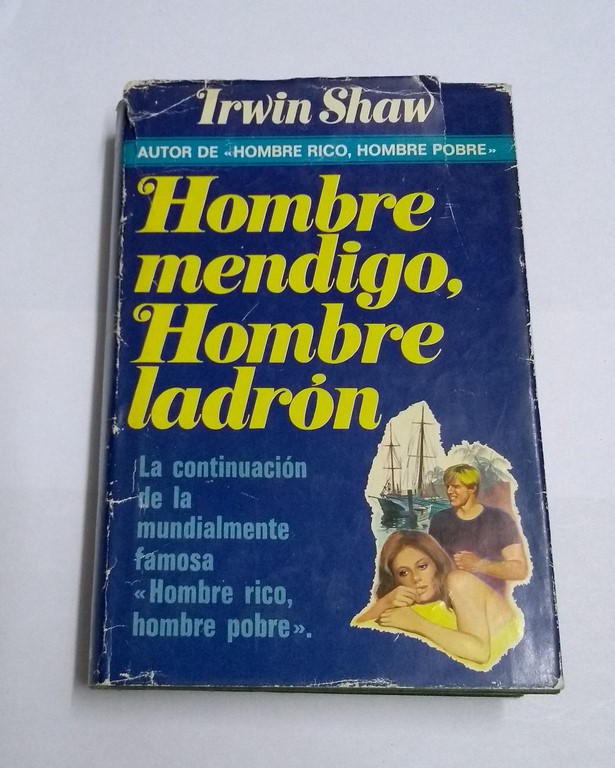 Irwin Shaw
AUTOR DE «HOMBRE RICO, HOMBRE POBRE»
Hombre
mendigo,
Hombre
ladrón
La continuación
de la
mundialmente
famosa
«Hombre rico,
hombre pobre».